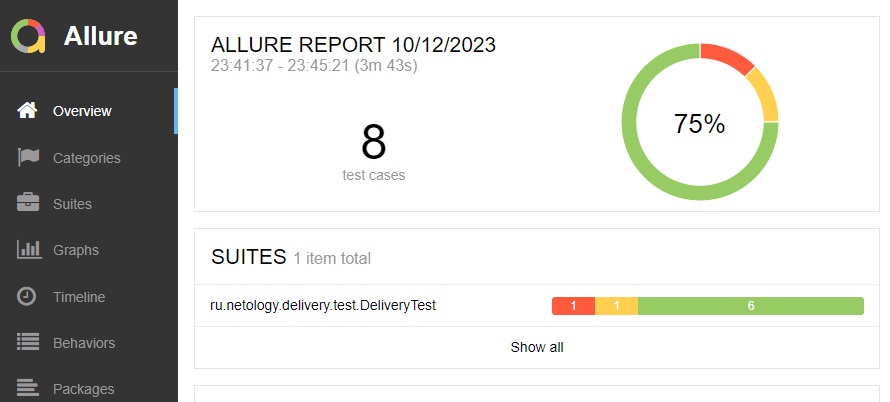 Allure
Overview
Categories
Suites
Graphs
Timeline
Behaviors
Packages
ALLURE REPORT 10/12/2023
23:41:37 - 23:45:21 (3m 43s)
8
test cases
75%
SUITES 1 item total
ru.netology.delivery.test.DeliveryTest 1 1 6
Show all